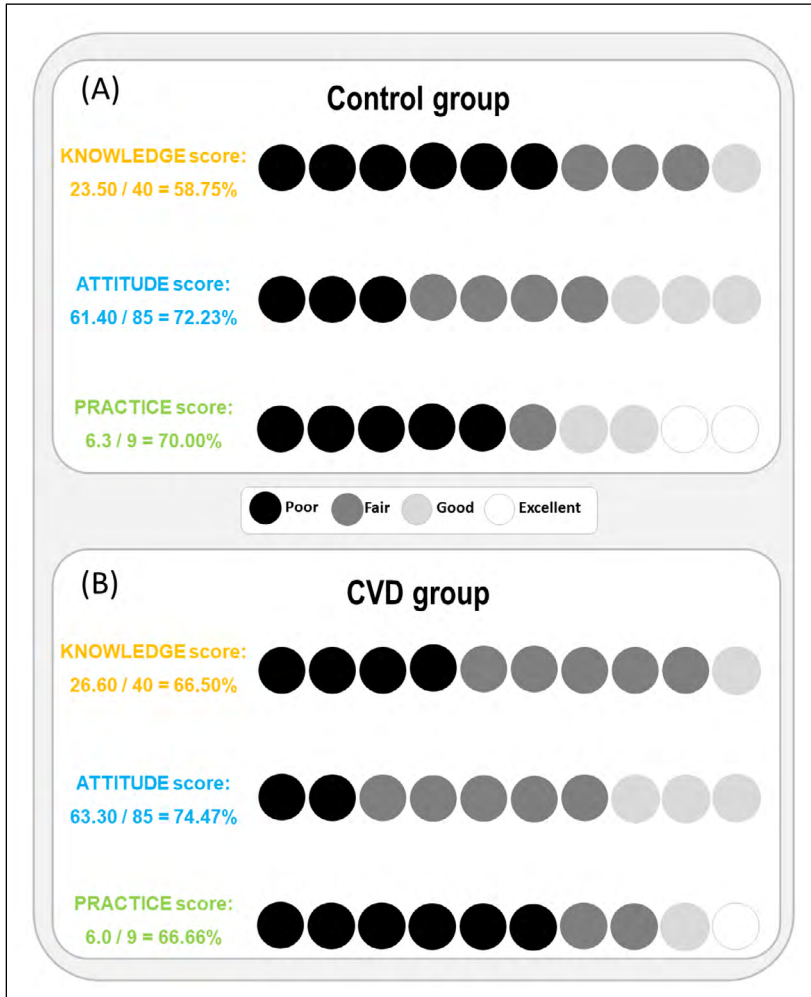 (A)
Control group
KNOWLEDGE score:
23.50 / 40 = 58.75%
ATTITUDE score:
61.40 / 85 = 72.23%
PRACTICE score:
6.3 / 9 = 70.00%
Poor Fair Good Excellent
(B)
CVD group
KNOWLEDGE score:
26.60 / 40 = 66.50%
ATTITUDE score:
63.30 / 85 = 74.47%
PRACTICE score:
6.0 / 9 = 66.66%